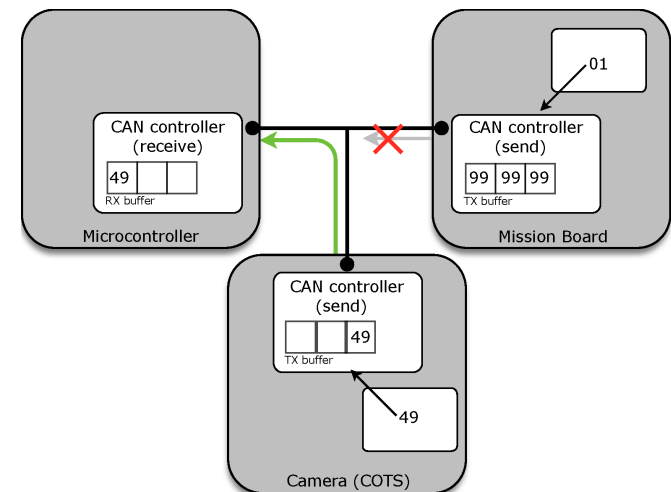 CAN controller
(receive)
49
RX buffer
Microcontroller
01
CAN controller
(send)
99 99 99
TX buffer
Mission Board
CAN controller
(send)
49
TX buffer
49
Camera (COTS)